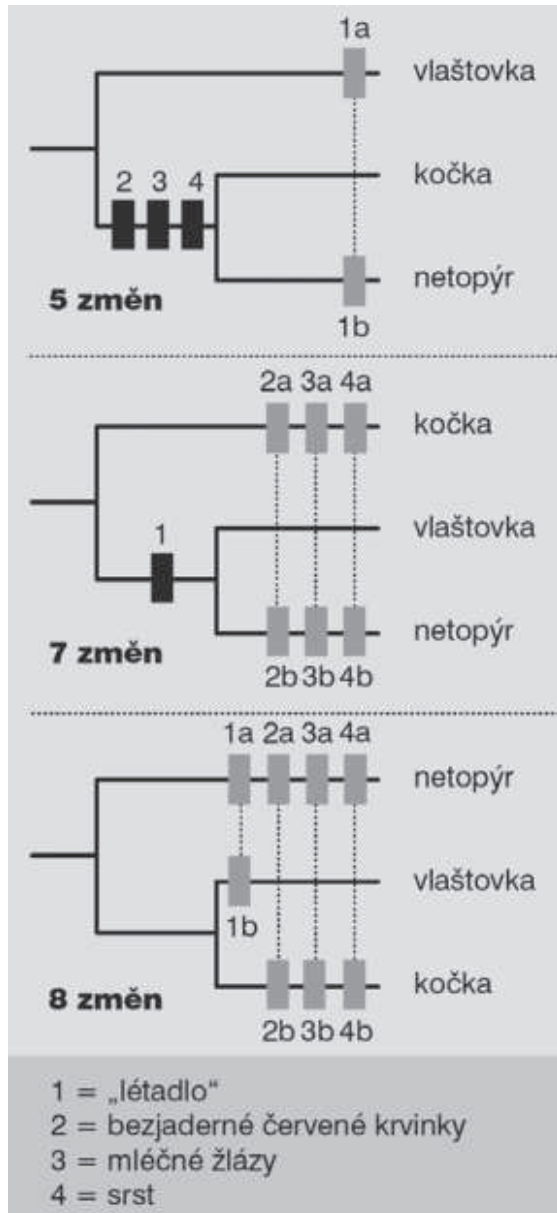 1a
vlaštovka
2 3 4
kočka
netopýr
5 změn
1b
2a 3a 4a
kočka
1
vlaštovka
netopýr
7 změn
2b 3b 4b
1a 2a 3a 4a
netopýr
vlaštovka
1b
kočka
8 změn
2b 3b 4b
1 = „létadlo“
2 = bezjaderné červené krvinky
3 = mléčné žlázy
4 = srst